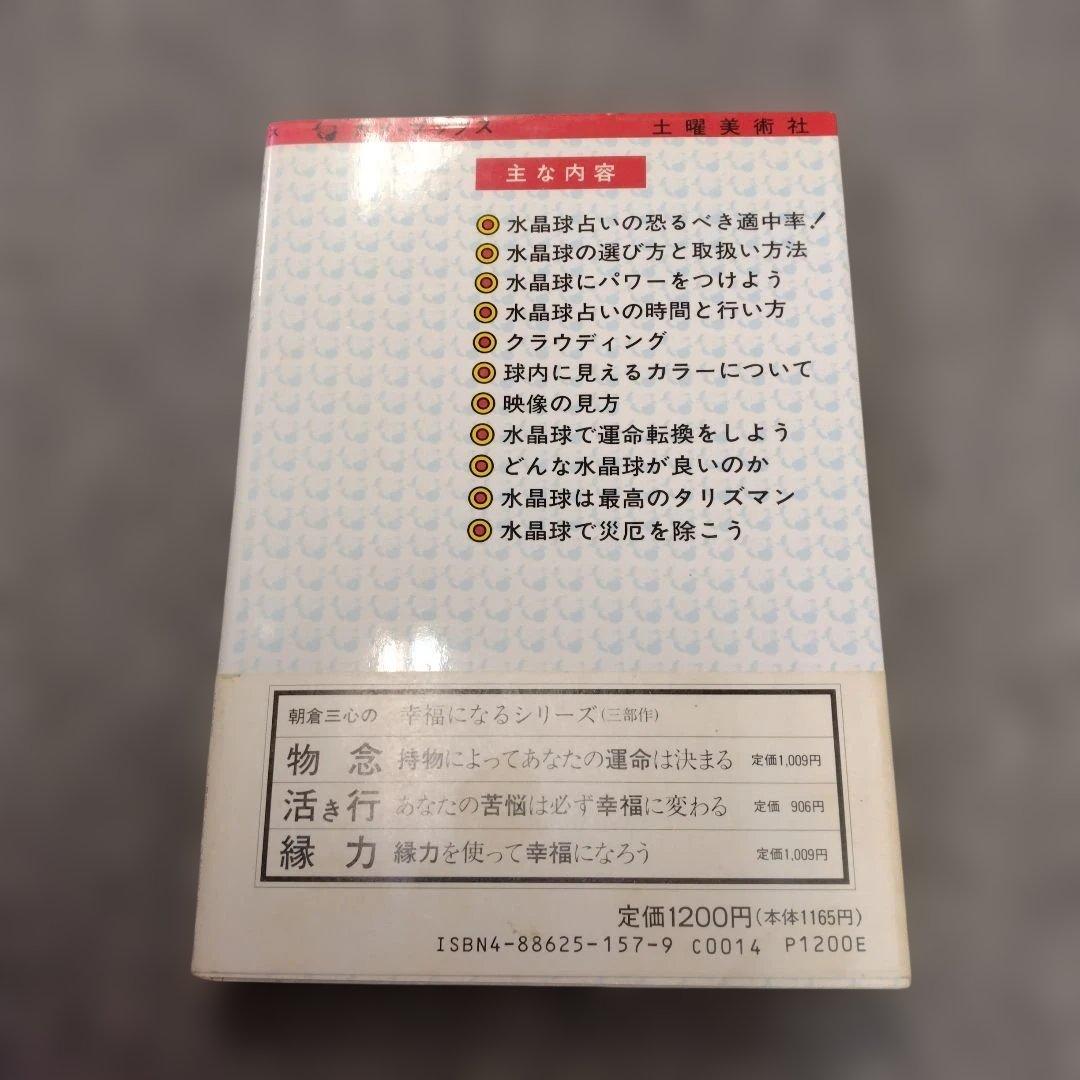 ックス
土曜美術社
主な内容
水晶球占いの恐るべき適中率!
水晶球の選び方と取扱い方法
水晶球にパワーをつけよう
水晶球占いの時間と行い方
クラウディング
球内に見えるカラーについて
映像の見方
水晶球で運命転換をしよう
どんな水晶球が良いのか
水晶球は最高のタリズマン
水晶球で災厄を除こう
朝倉三心の 幸福になるシリーズ(三部作)
物念 持物によってあなたの運命は決まる 定価1,009円
活き行 あなたの苦悩は必ず幸福に変わる 定価 906円
縁力 縁力を使って幸福になろう 定価1,009円
定価1200円(本体1165円)
ISBN4-88625-157-9 C0014 P1200E